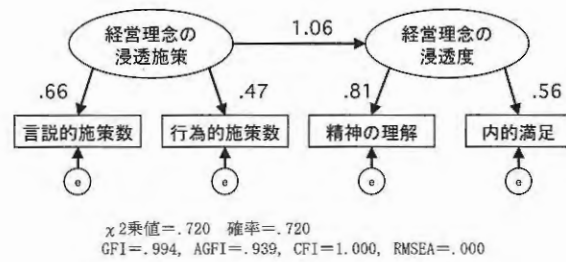 経営理念の
浸透施策
1.06
経営理念の
浸透度
.66
.47
.81
.56
言説的施策数
行為的施策数
精神の理解
内的満足
e
e
e
e
χ2乗値=.720 確率=.720
GFI=.994, AGFI=.939, CFI=1.000, RMSEA=.000